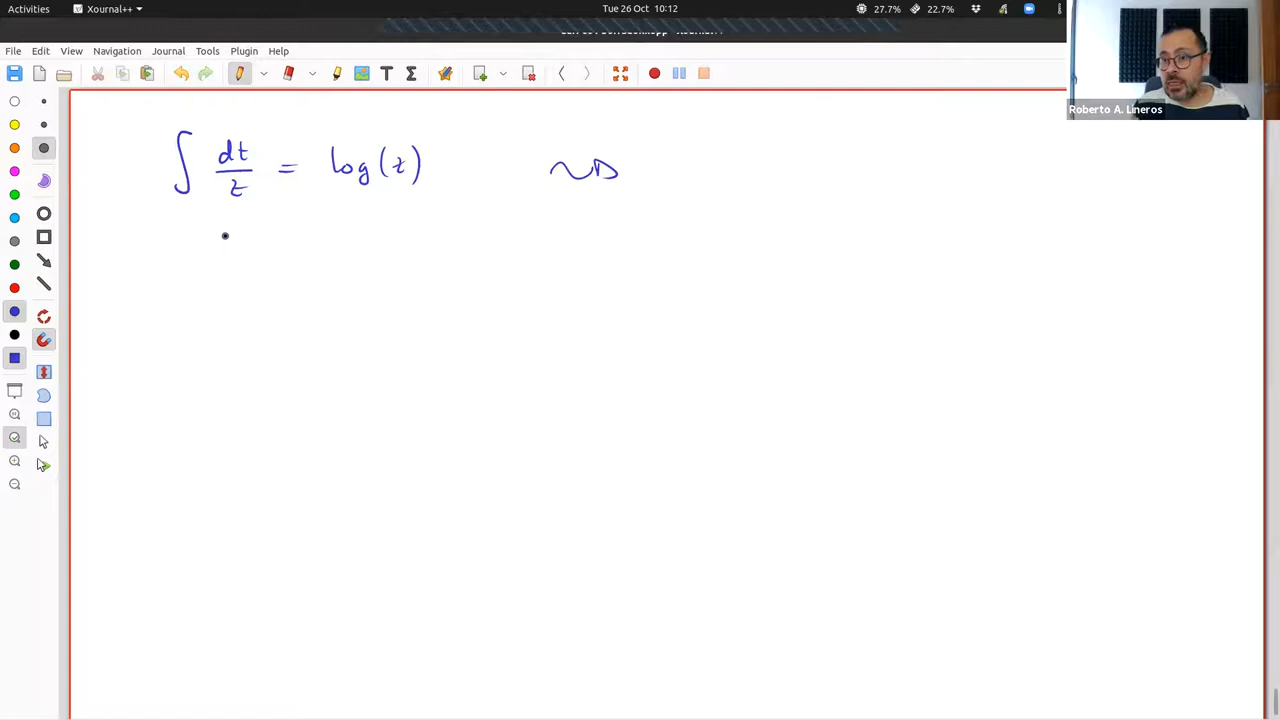 Activities Xournal++ Tue 26 Oct 10:12 27.7% 22.7%
File Edit View Navigation Journal Tools Plugin Help
Roberto A. Lineros
∫ dt/z = log(z) ~D